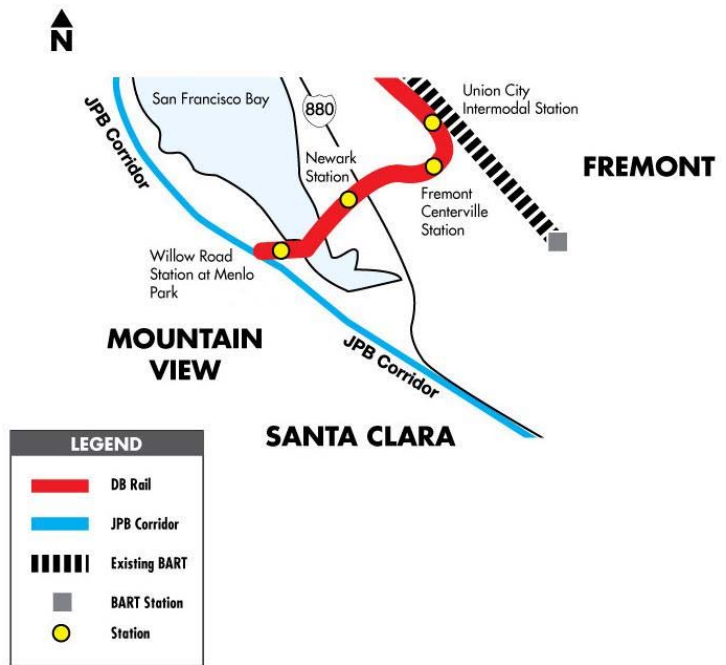 N
San Francisco Bay
880
Union City
Intermodal Station
JPB Corridor
Newark
Station
FREMONT
Fremont
Centerville
Station
Willow Road
Station at Menlo
Park
MOUNTAIN
VIEW
JPB Corridor
SANTA CLARA
LEGEND
DB Rail
JPB Corridor
Existing BART
BART Station
Station